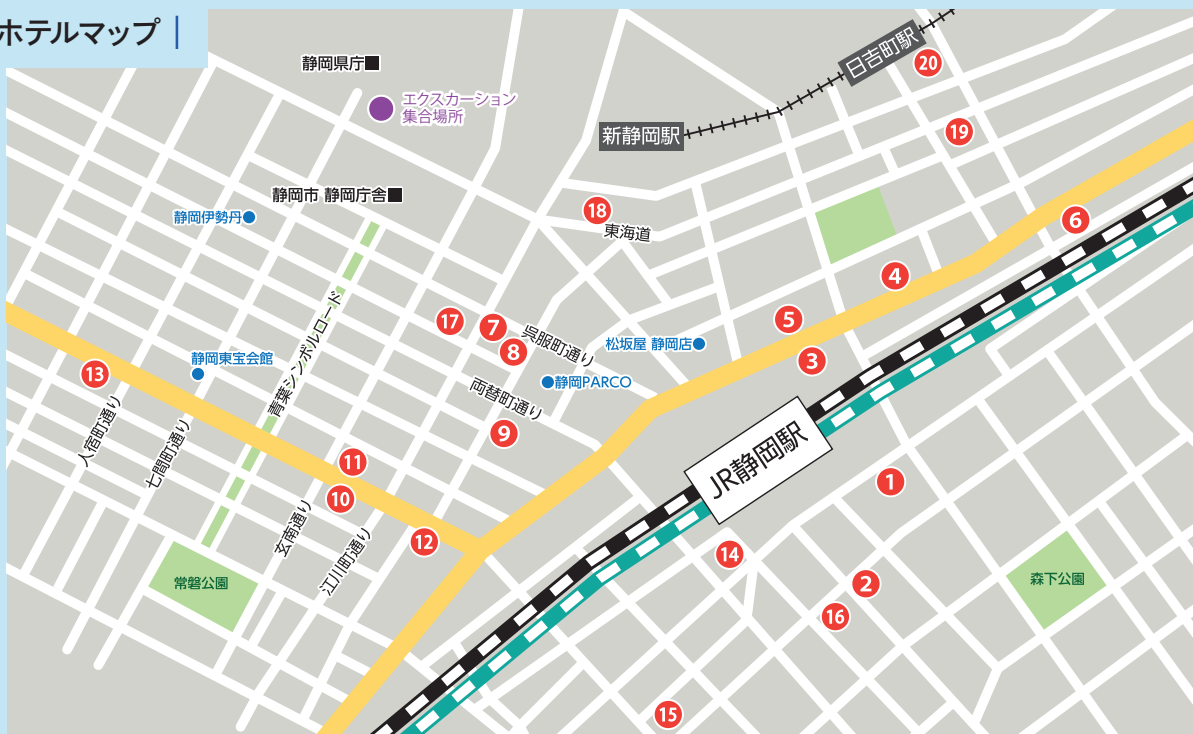 ホテルマップ
静岡県庁
エクスカーション
集合場所
日吉町駅
20
新静岡駅
19
静岡市 静岡庁舎
静岡伊勢丹
18
東海道
6
4
青葉シンボルロード
17
7
5
呉服町通り
8
松坂屋 静岡店
3
静岡東宝会館
13
静岡PARCO
両替町通り
9
人宿町通り
七間町通り
JR静岡駅
11
10
1
玄南通り
12
江川町通り
14
常磐公園
2
森下公園
16
15